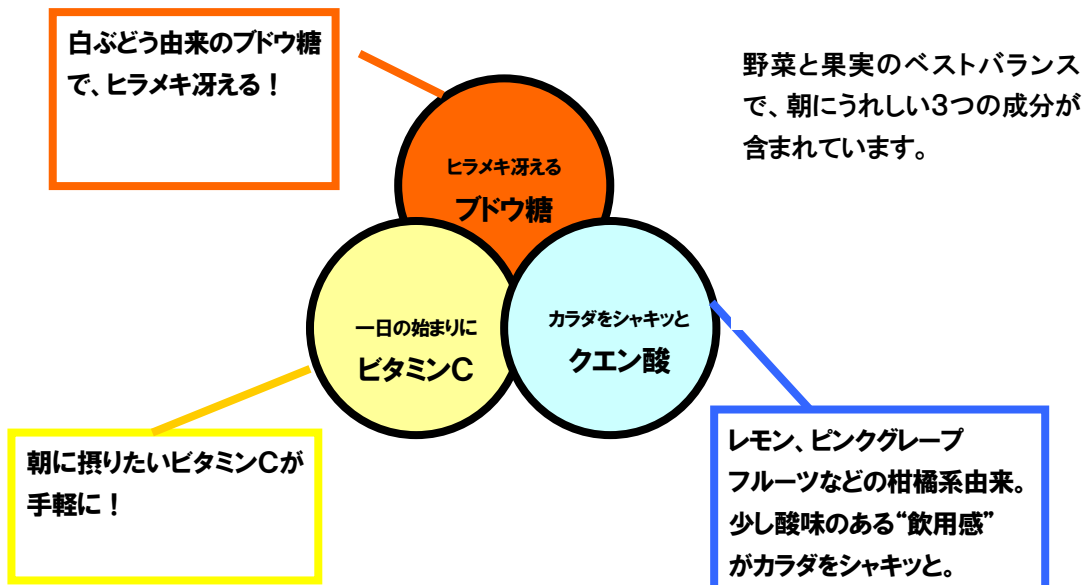 白ぶどう由来のブドウ糖
で、ヒラメキ冴える！
野菜と果実のベストバランス
で、朝にうれしい3つの成分が
含まれています。
ヒラメキ冴える
ブドウ糖
一日の始まりに
ビタミンC
カラダをシャキッと
クエン酸
朝に摂りたいビタミンCが
手軽に！
レモン、ピンクグレープ
フルーツなどの柑橘系由来。
少し酸味のある“飲用感”
がカラダをシャキッと。